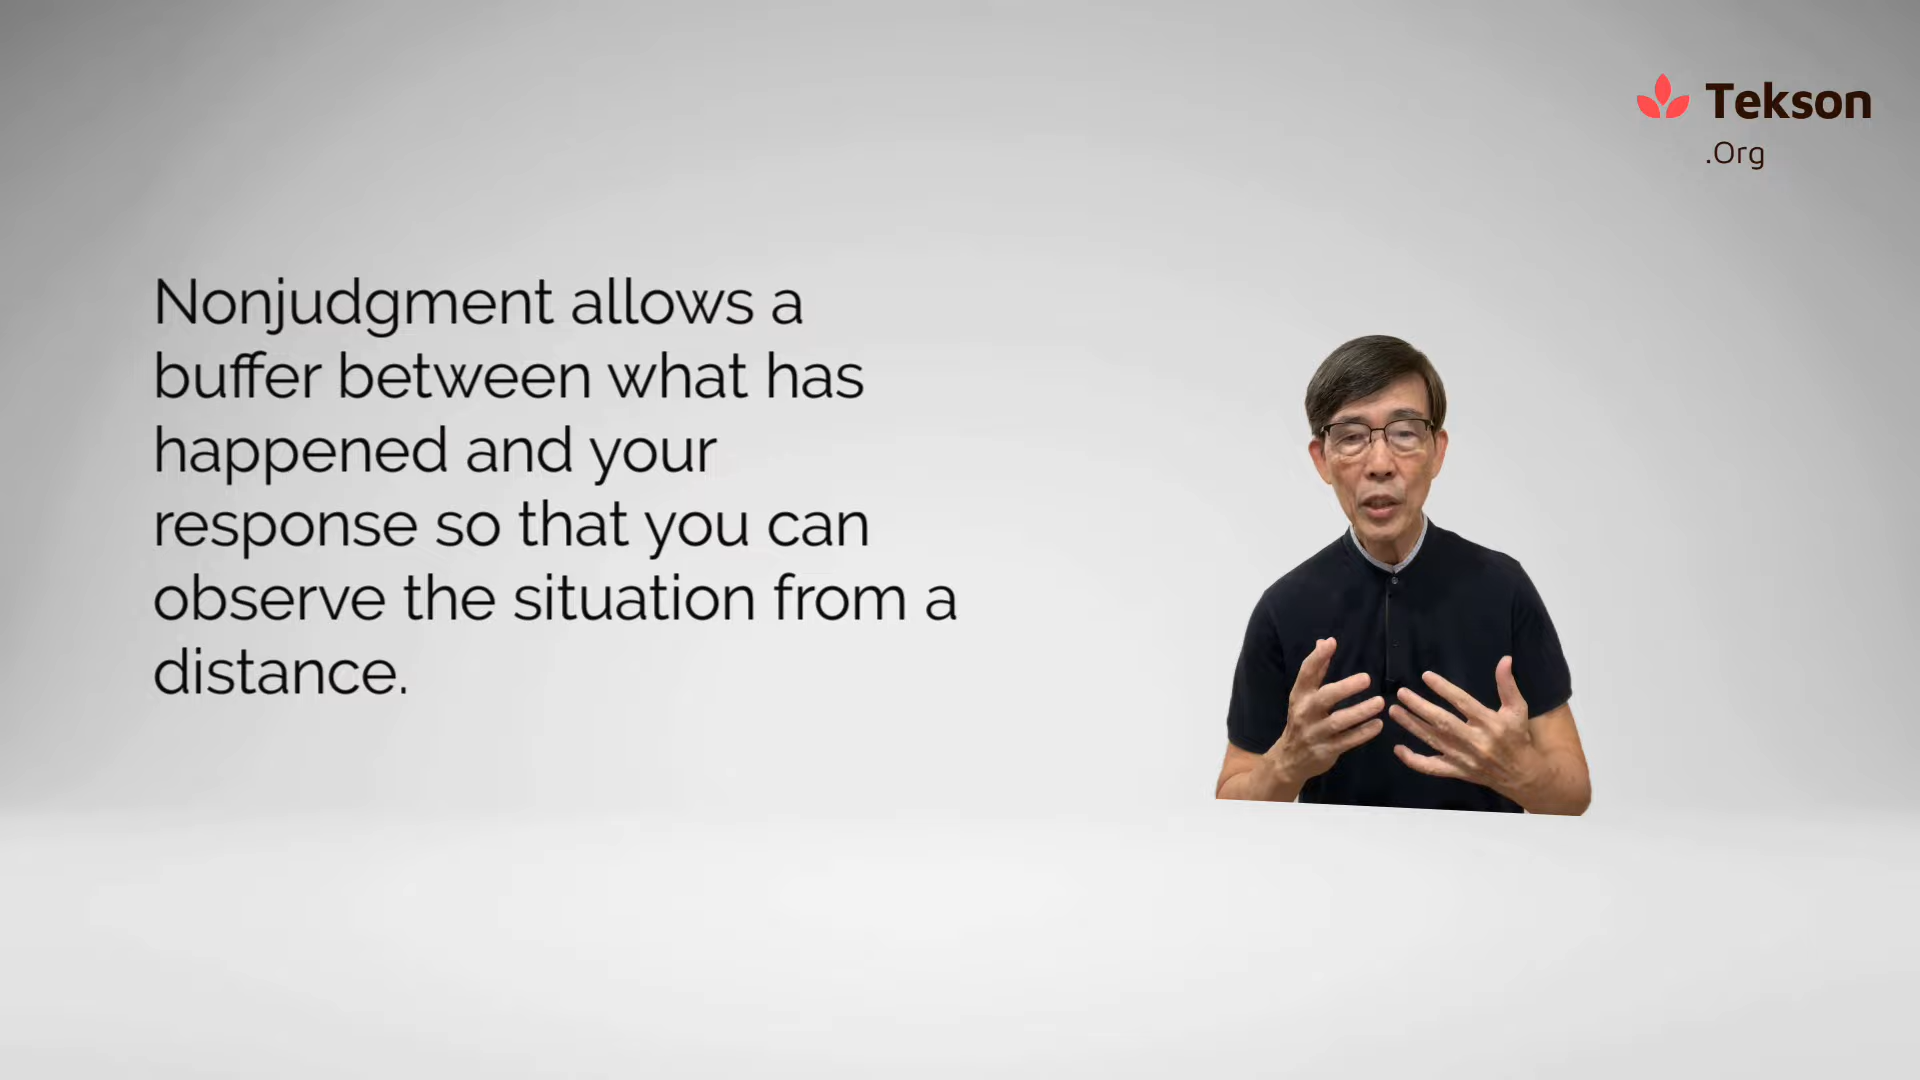 Tekson
.Org
Nonjudgment allows a
buffer between what has
happened and your
response so that you can
observe the situation from a
distance.